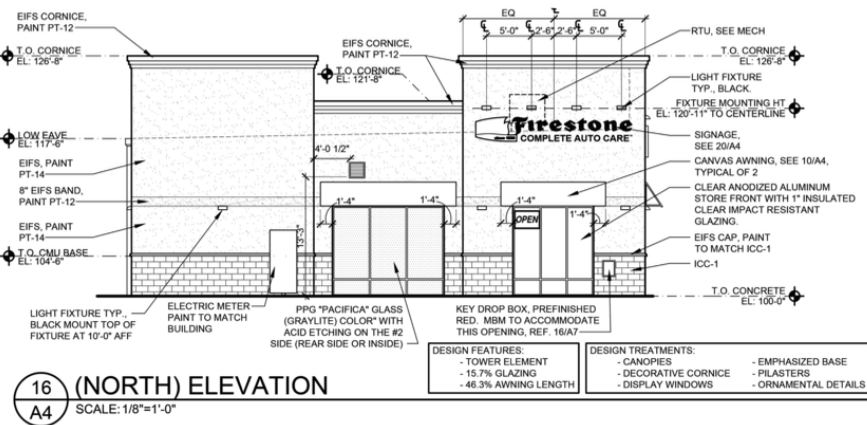 EIFS CORNICE,
PAINT PT-12
T.O. CORNICE
EL: 126'-8"
LOW EAVE
EL: 117'-6"
EIFS, PAINT
PT-14
8" EIFS BAND,
PAINT PT-12
EIFS, PAINT
PT-14
T.O. CMU BASE
EL: 104'-6"
LIGHT FIXTURE TYP.,
BLACK MOUNT TOP OF
FIXTURE AT 10'-0" AFF
ELECTRIC METER
PAINT TO MATCH
BUILDING
EIFS CORNICE,
PAINT PT-12
T.O. CORNICE
EL: 121'-8"
4'-0 1/2"
13'-3"
1'-4"
1'-4"
PPG "PACIFICA" GLASS
(GRAYLITE) COLOR" WITH
ACID ETCHING ON THE #2
SIDE (REAR SIDE OR INSIDE)
EQ
EQ
5'-0"
2'-6"
2'-6"
5'-0"
Firestone
COMPLETE AUTO CARE
1'-4"
1'-4"
OPEN
KEY DROP BOX, PREFINISHED
RED. MBM TO ACCOMMODATE
THIS OPENING, REF. 16/A7
RTU, SEE MECH
T.O. CORNICE
EL: 126'-8"
LIGHT FIXTURE
TYP., BLACK.
FIXTURE MOUNTING HT
EL: 120'-11" TO CENTERLINE
SIGNAGE,
SEE 20/A4
CANVAS AWNING, SEE 10/A4,
TYPICAL OF 2
CLEAR ANODIZED ALUMINUM
STORE FRONT WITH 1" INSULATED
CLEAR IMPACT RESISTANT
GLAZING.
EIFS CAP, PAINT
TO MATCH ICC-1
ICC-1
T.O. CONCRETE
EL: 100-0"
DESIGN FEATURES:
- TOWER ELEMENT
- 15.7% GLAZING
- 46.3% AWNING LENGTH
DESIGN TREATMENTS:
- CANOPIES
- DECORATIVE CORNICE
- DISPLAY WINDOWS
- EMPHASIZED BASE
- PILASTERS
- ORNAMENTAL DETAILS
16
A4
(NORTH) ELEVATION
SCALE: 1/8"=1'-0"